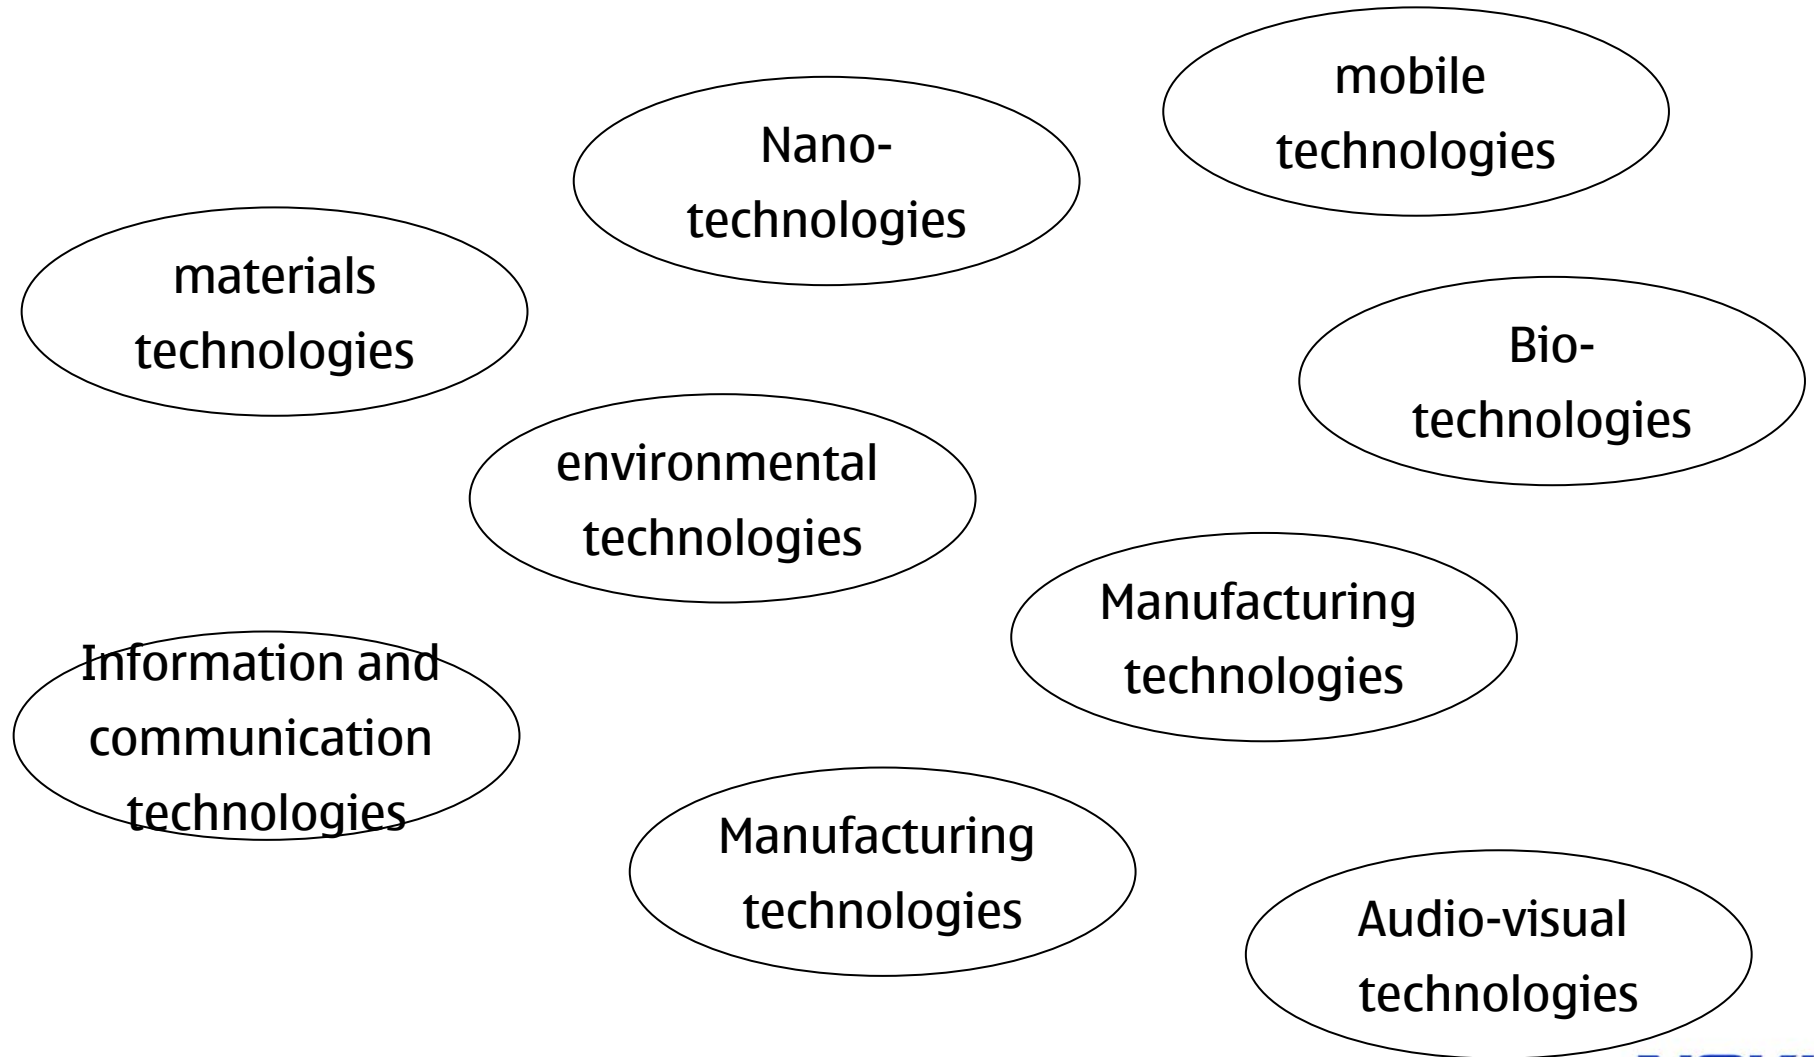 mobile
technologies
Nano-
technologies
materials
technologies
Bio-
technologies
environmental
technologies
Manufacturing
technologies
Information and
communication
technologies
Manufacturing
technologies
Audio-visual
technologies